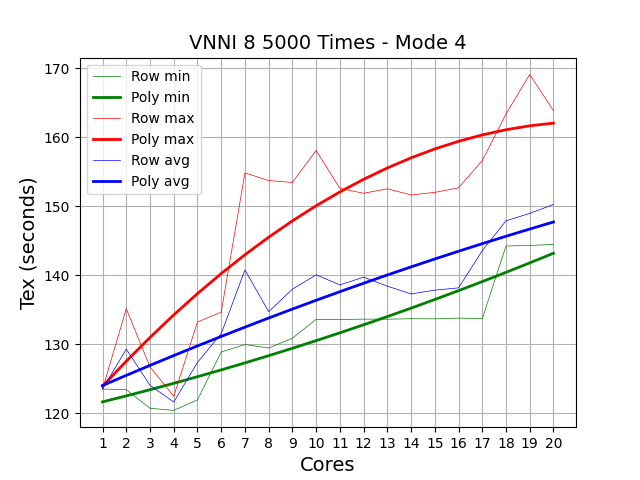 VNNI 8 5000 Times - Mode 4
Tex (seconds)
170
160
150
140
130
120
Row min
Poly min
Row max
Poly max
Row avg
Poly avg
1 2 3 4 5 6 7 8 9 10 11 12 13 14 15 16 17 18 19 20
Cores